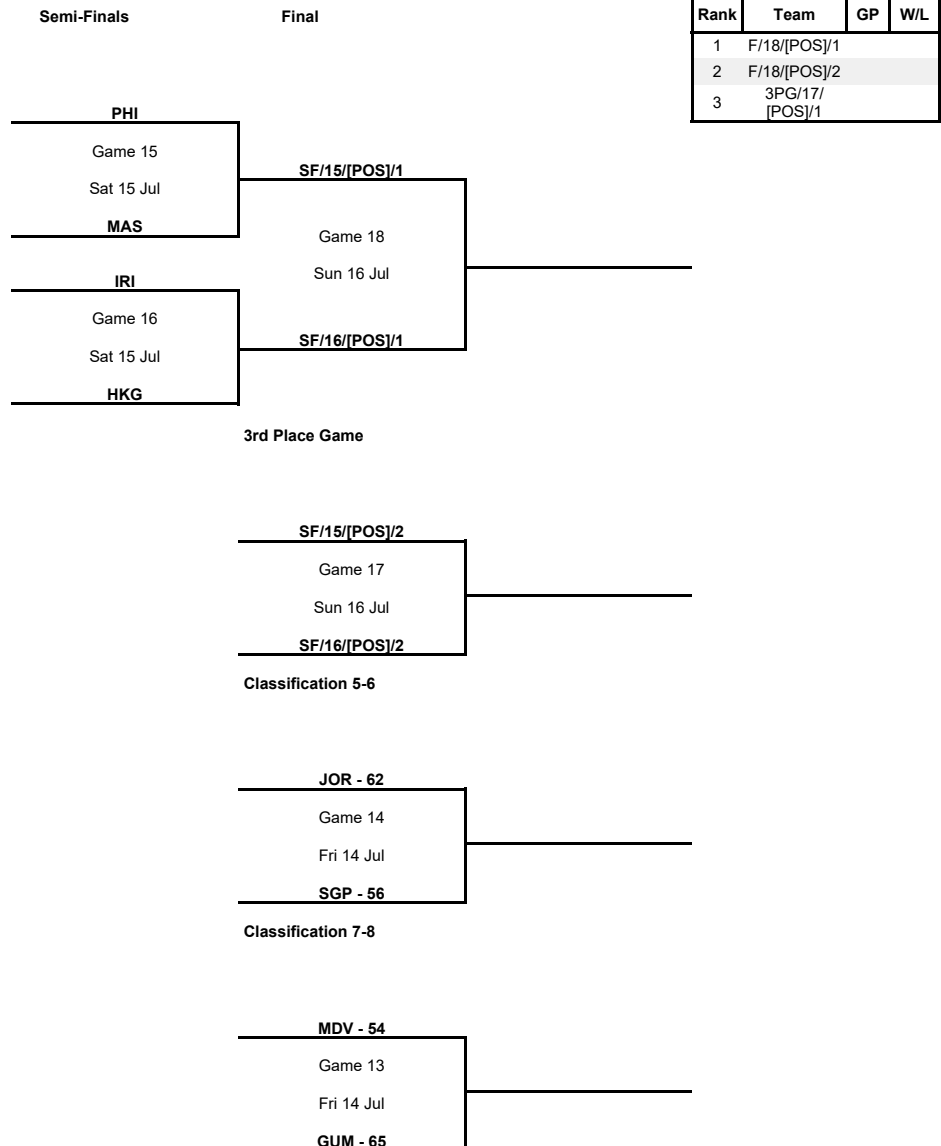 Semi-Finals Final
Rank Team GP W/L
1 F/18/[POS]/1
2 F/18/[POS]/2
3 3PG/17/
[POS]/1
PHI
Game 15
Sat 15 Jul
MAS
IRI
Game 16
Sat 15 Jul
HKG
SF/15/[POS]/1
Game 18
Sun 16 Jul
SF/16/[POS]/1
3rd Place Game
SF/15/[POS]/2
Game 17
Sun 16 Jul
SF/16/[POS]/2
Classification 5-6
JOR - 62
Game 14
Fri 14 Jul
SGP - 56
Classification 7-8
MDV - 54
Game 13
Fri 14 Jul
GUM - 65